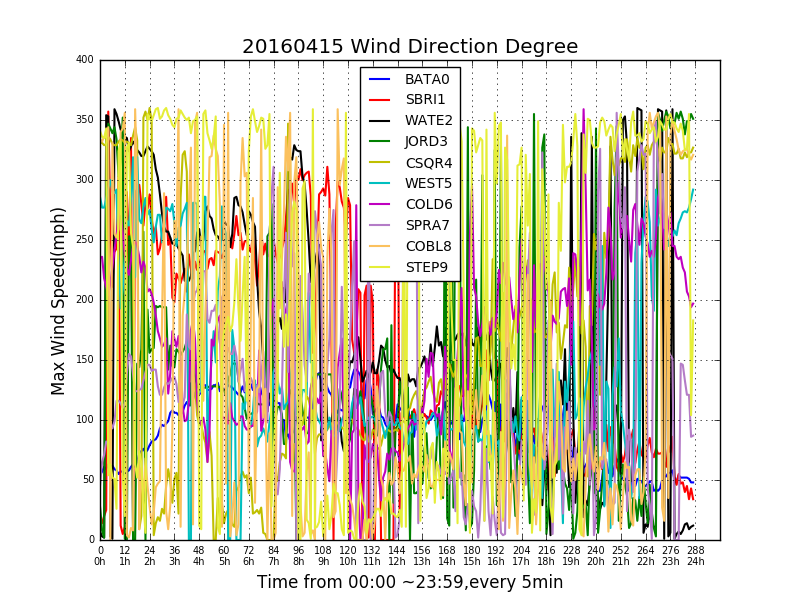 20160415 Wind Direction Degree
Max Wind Speed(mph)
400
350
300
250
200
150
100
50
0
BATA0
SBRI1
WATE2
JORD3
CSQR4
WEST5
COLD6
SPRA7
COBL8
STEP9
0 12 24 36 48 60 72 84 96 108 120 132 144 156 168 180 192 204 216 228 240 252 264 276 288
0h 1h 2h 3h 4h 5h 6h 7h 8h 9h 10h 11h 12h 13h 14h 15h 16h 17h 18h 19h 20h 21h 22h 23h 24h
Time from 00:00 ~23:59,every 5min